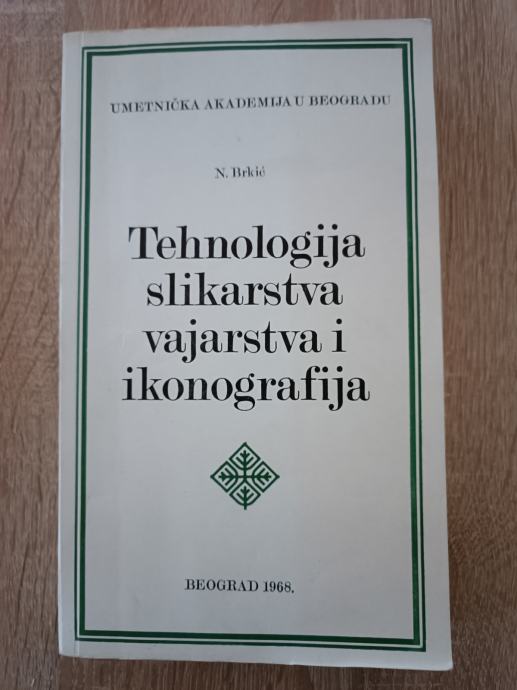 UMETNIČKA AKADEMIJA U BEOGRADU
N. Brkić
Tehnologija
slikarstva
vajarstva i
ikonografija
BEOGRAD 1968.